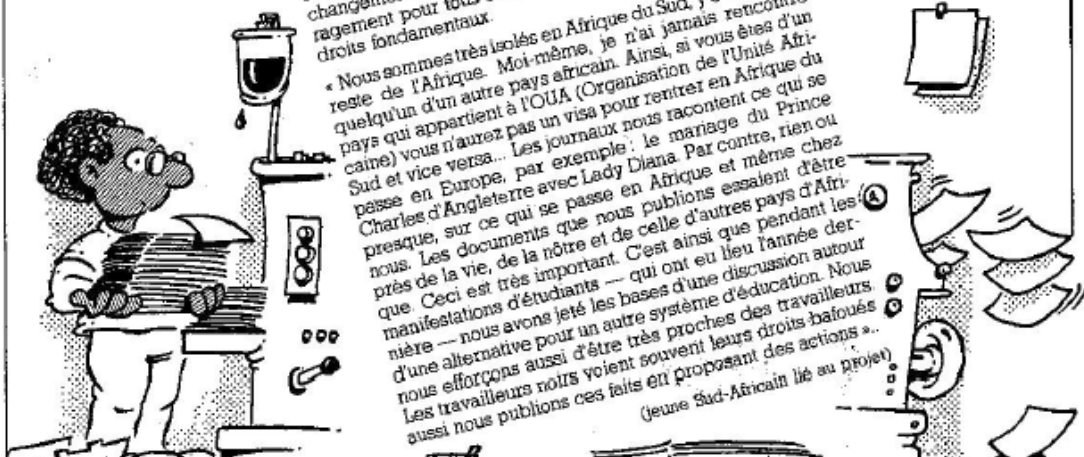 changement
ragement pour tous
droits fondamentaux.
« Nous sommes très isolés en Afrique du Sud,
reste de l'Afrique. Moi-même, je n'ai jamais rencontré
quelqu'un d'un autre pays africain. Ainsi, si vous êtes d'un
pays qui appartient à l'OUA (Organisation de l'Unité Afri-
caine) vous n'aurez pas un visa pour rentrer en Afrique du
Sud et vice versa... Les journaux nous racontent ce qui se
passe en Europe, par exemple : le mariage du Prince
Charles d'Angleterre avec Lady Diana. Par contre, rien ou
presque, sur ce qui se passe en Afrique et même chez
nous. Les documents que nous publions essaient d'être
près de la vie, de la nôtre et de celle d'autres pays d'Afri-
que. Ceci est très important. C'est ainsi que pendant les
manifestations d'étudiants — qui ont eu lieu l'année der-
nière — nous avons jeté les bases d'une discussion autour
d'une alternative pour un autre système d'éducation. Nous
nous efforçons aussi d'être très proches des travailleurs.
Les travailleurs noirs voient souvent leurs droits bafoués
aussi nous publions ces faits en proposant des actions »..
(jeune Sud-Africain lié au projet)